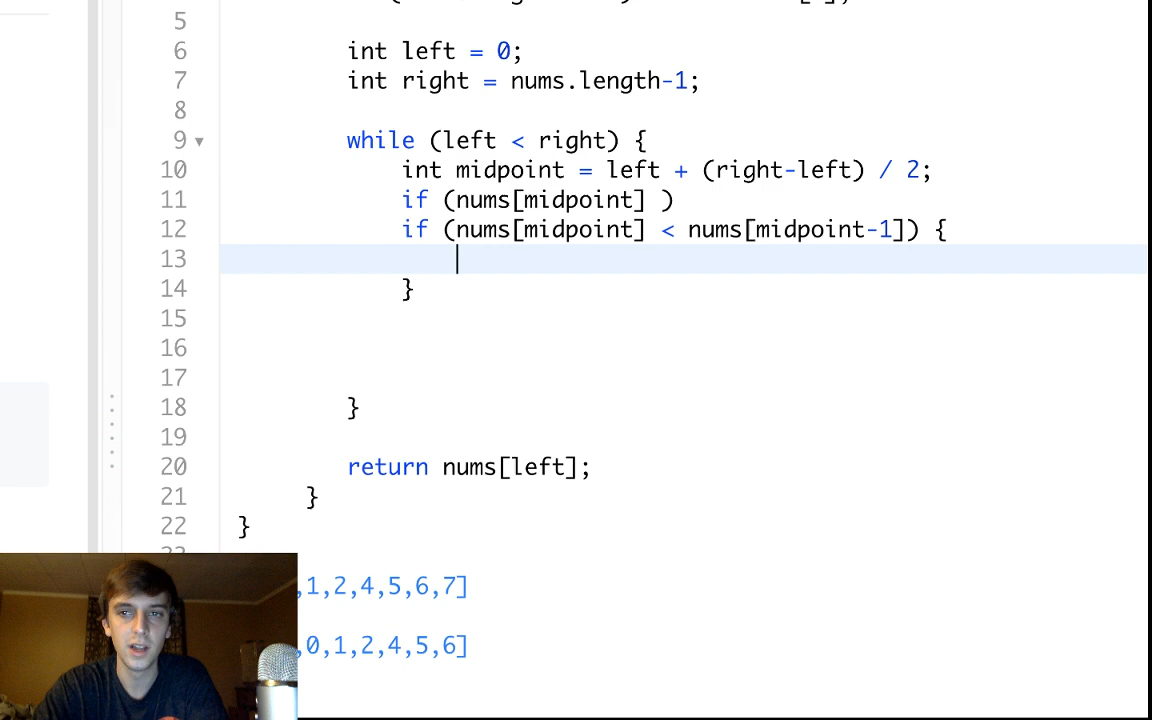 5
6 int left = 0;
7 int right = nums.length-1;
8
9 while (left < right) {
10 int midpoint = left + (right-left) / 2;
11 if (nums[midpoint] )
12 if (nums[midpoint] < nums[midpoint-1]) {
13
14 }
15
16
17
18 }
19
20 return nums[left];
21 }
22 }
,1,2,4,5,6,7]
,0,1,2,4,5,6]